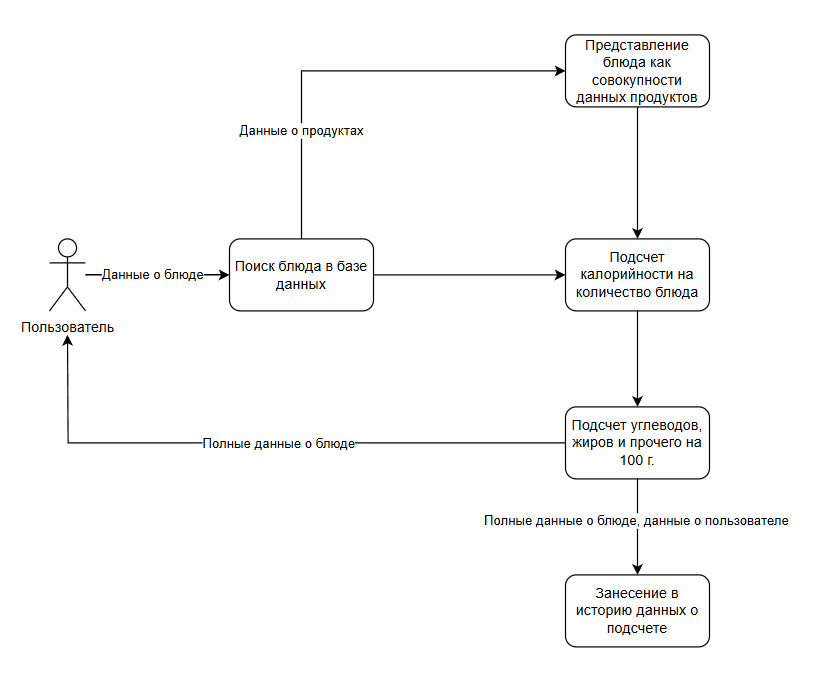 Представление
блюда как
совокупности
данных продуктов
Данные о продуктах
Данные о блюде
Поиск блюда в базе
данных
Подсчет
калорийности на
количество блюда
Пользователь
Полные данные о блюде
Подсчет углеводов,
жиров и прочего на
100 г.
Полные данные о блюде, данные о пользователе
Занесение в
историю данных о
подсчете